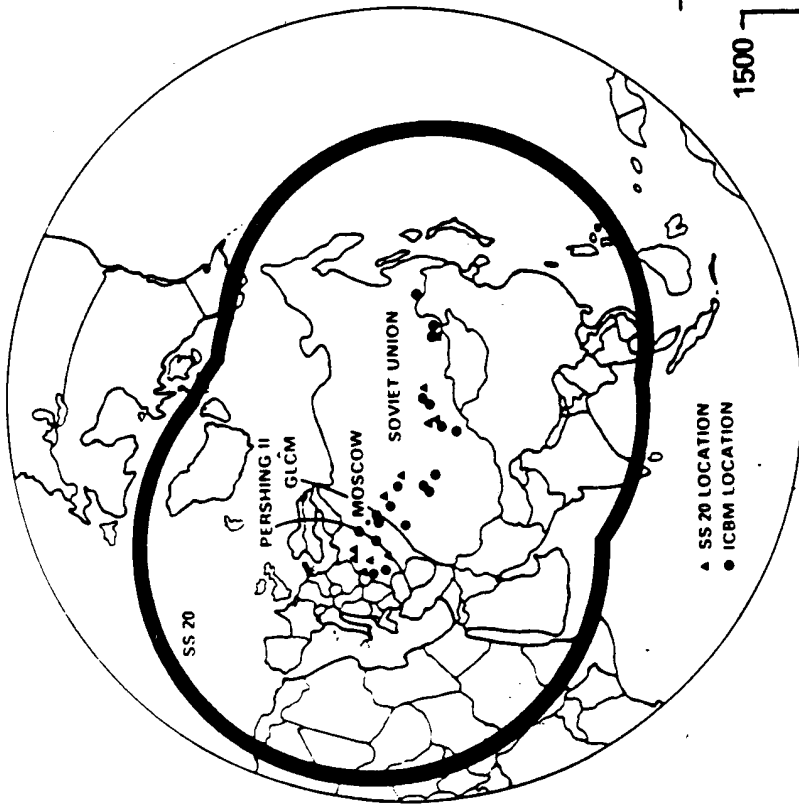 1500
SS 20
PERSHING II
GLCM
MOSCOW
SOVIET UNION
▲ SS 20 LOCATION
● ICBM LOCATION